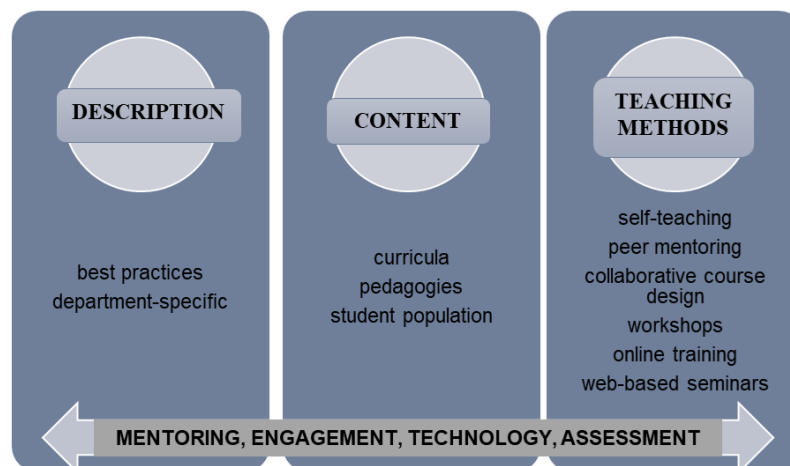 DESCRIPTION
best practices
department-specific
CONTENT
curricula
pedagogies
student population
TEACHING
METHODS
self-teaching
peer mentoring
collaborative course
design
workshops
online training
web-based seminars
MENTORING, ENGAGEMENT, TECHNOLOGY, ASSESSMENT